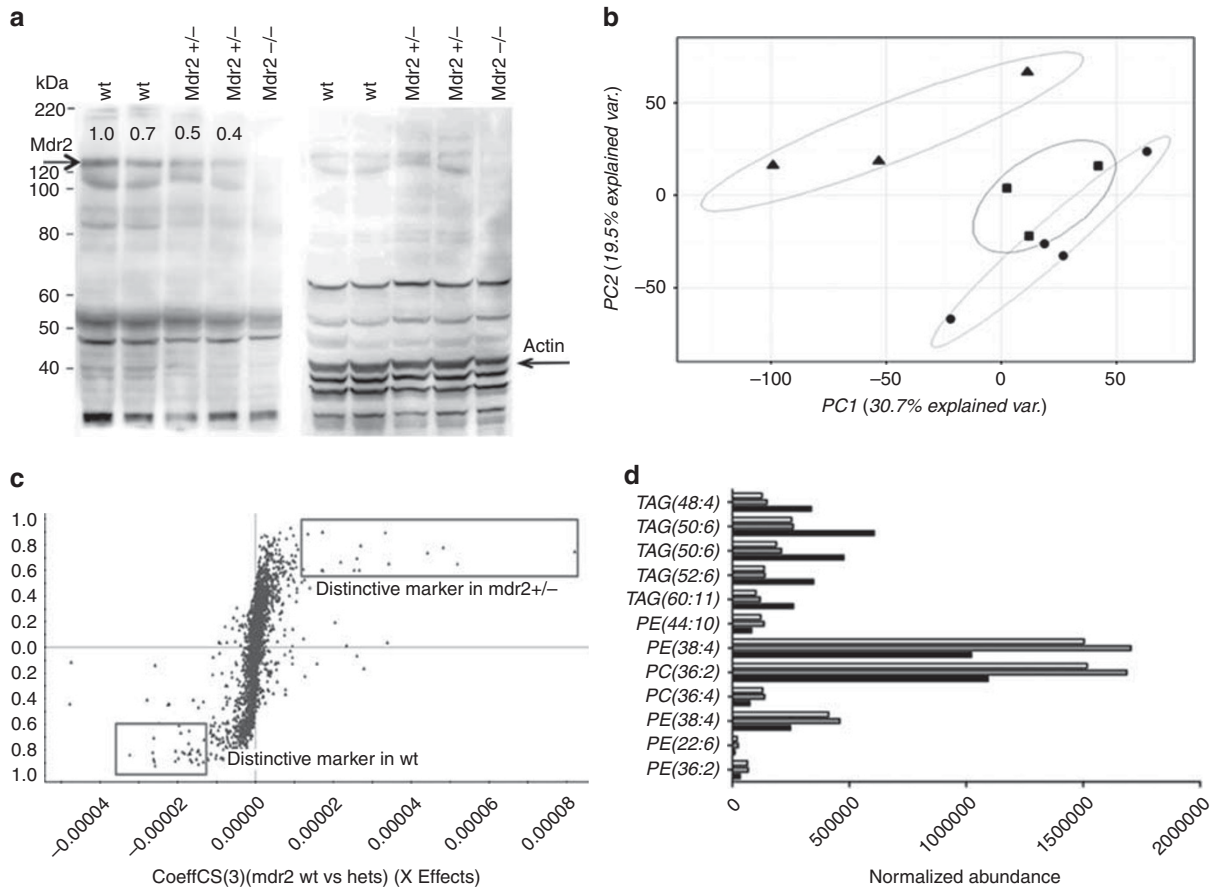 a
kDa
wt
wt
Mdr2 +/–
Mdr2 +/–
Mdr2 –/–
wt
wt
Mdr2 +/–
Mdr2 +/–
Mdr2 –/–
220
1.0 0.7 0.5 0.4
Mdr2
120
100
80
60
50
40
Actin
b
PC2 (19.5% explained var.)
50
0
–50
–100 –50 0 50
PC1 (30.7% explained var.)
c
1.0
0.8
0.6
0.4
0.2
0.0
0.2
0.4
0.6
0.8
1.0
Distinctive marker in mdr2+/–
Distinctive marker in wt
–0.00004 –0.00002 0.00000 0.00002 0.00004 0.00006 0.00008
CoeffCS(3)(mdr2 wt vs hets) (X Effects)
d
TAG(48:4)
TAG(50:6)
TAG(50:6)
TAG(52:6)
TAG(60:11)
PE(44:10)
PE(38:4)
PC(36:2)
PC(36:4)
PE(38:4)
PE(22:6)
PE(36:2)
0 500000 1000000 1500000 2000000
Normalized abundance